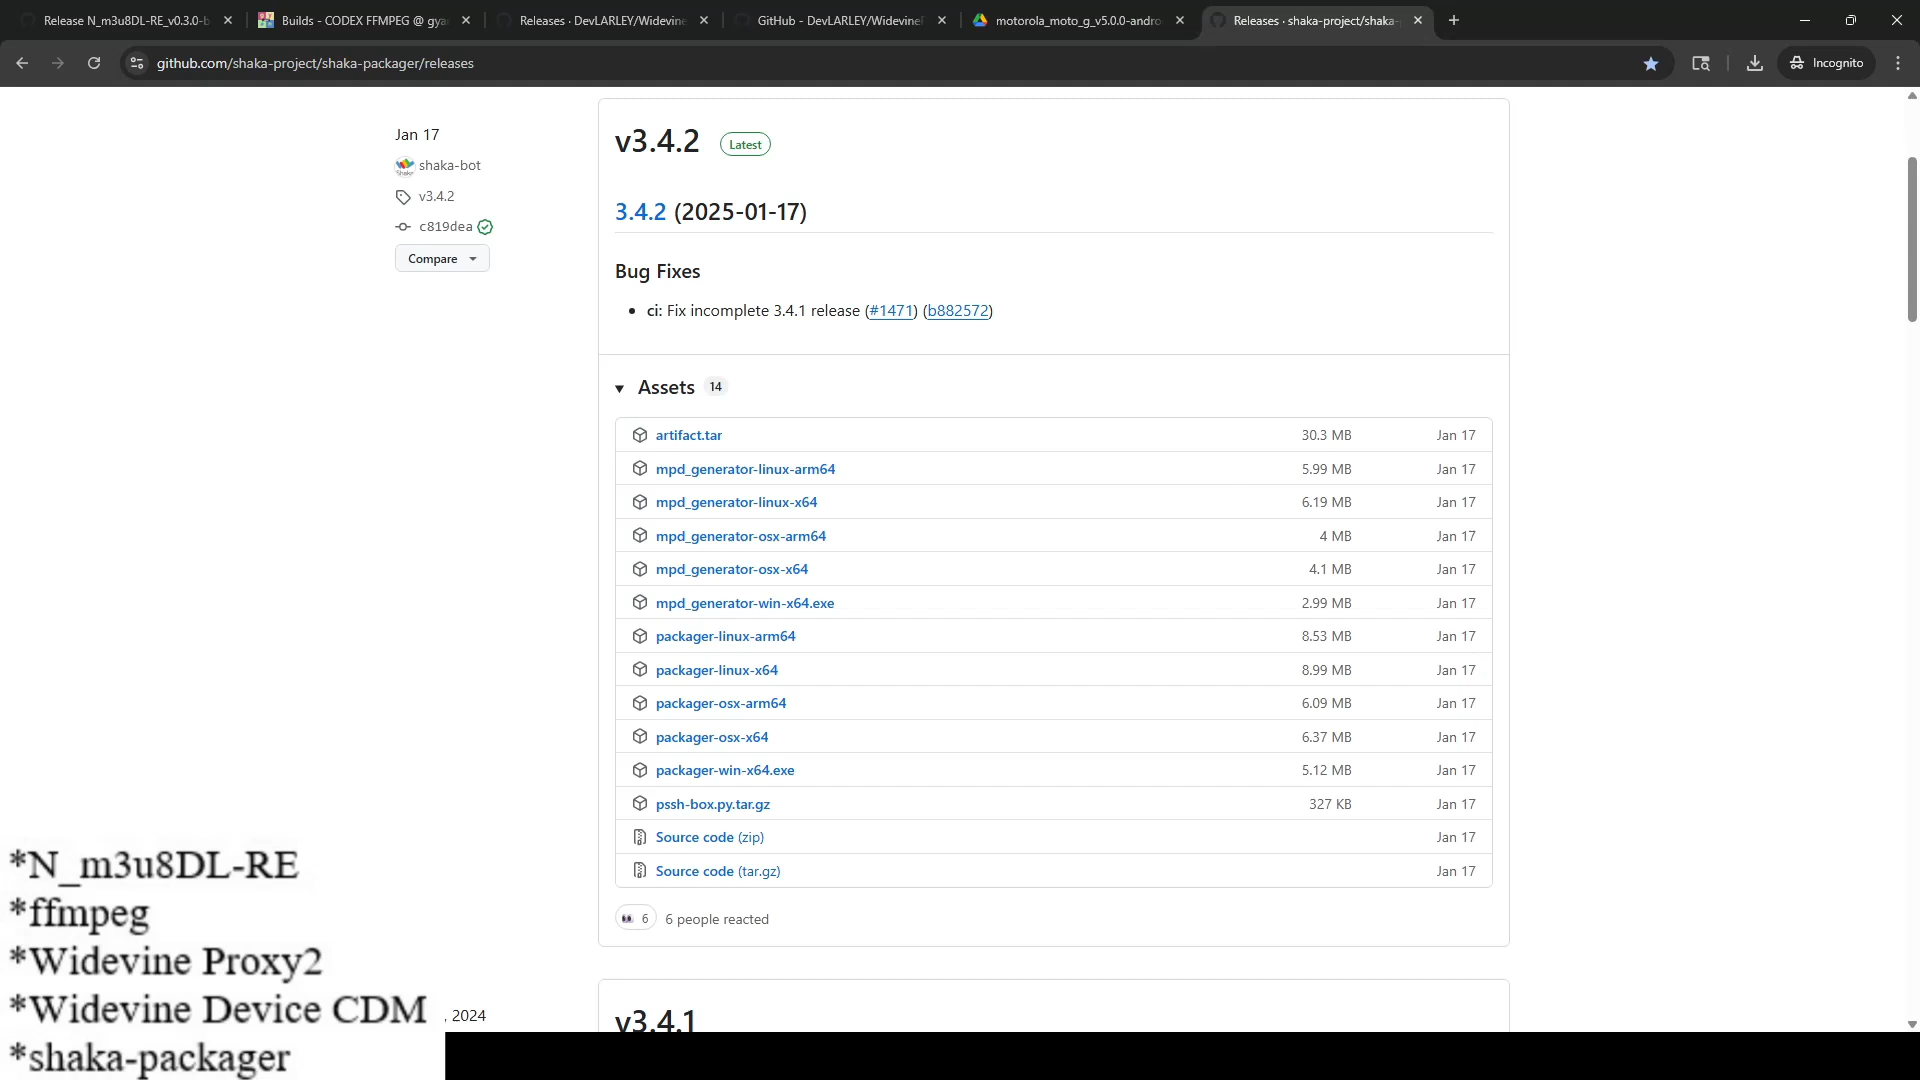 Release N_m3u8DL-RE_v0.3.0-b
Builds - CODEX FFMPEG @ gya
Releases · DevLARLEY/Widevine
GitHub - DevLARLEY/Widevine
motorola_moto_g_v5.0.0-andro
Releases · shaka-project/shaka-
github.com/shaka-project/shaka-packager/releases
Incognito
Jan 17
shaka-bot
v3.4.2
c819dea
Compare
v3.4.2 Latest
3.4.2 (2025-01-17)
Bug Fixes
ci: Fix incomplete 3.4.1 release (#1471) (b882572)
Assets 14
artifact.tar 30.3 MB Jan 17
mpd_generator-linux-arm64 5.99 MB Jan 17
mpd_generator-linux-x64 6.19 MB Jan 17
mpd_generator-osx-arm64 4 MB Jan 17
mpd_generator-osx-x64 4.1 MB Jan 17
mpd_generator-win-x64.exe 2.99 MB Jan 17
packager-linux-arm64 8.53 MB Jan 17
packager-linux-x64 8.99 MB Jan 17
packager-osx-arm64 6.09 MB Jan 17
packager-osx-x64 6.37 MB Jan 17
packager-win-x64.exe 5.12 MB Jan 17
pssh-box.py.tar.gz 327 KB Jan 17
Source code (zip) Jan 17
Source code (tar.gz) Jan 17
6 6 people reacted
, 2024
v3.4.1
*N_m3u8DL-RE
*ffmpeg
*Widevine Proxy2
*Widevine Device CDM
*shaka-packager